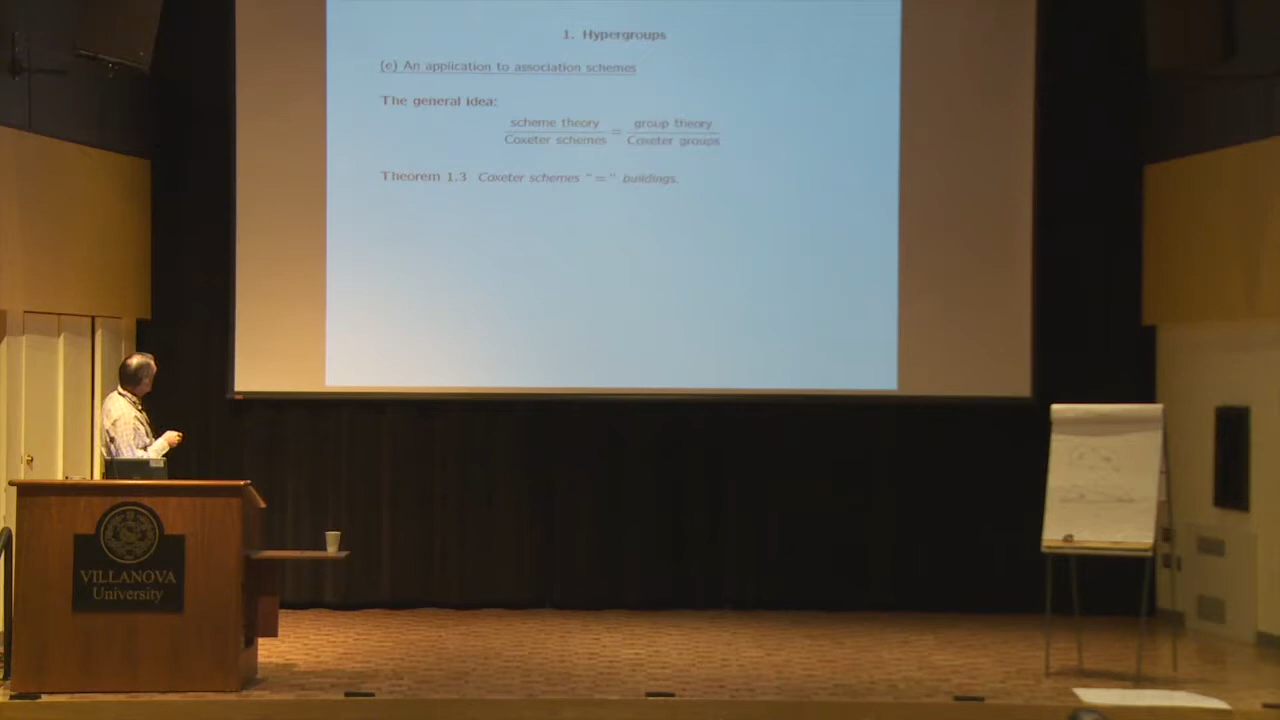 1. Hypergroups
(e) An application to association schemes
The general idea:
scheme theory / Coxeter schemes = group theory / Coxeter groups
Theorem 1.3 Coxeter schemes "=" buildings.
VILLANOVA
University